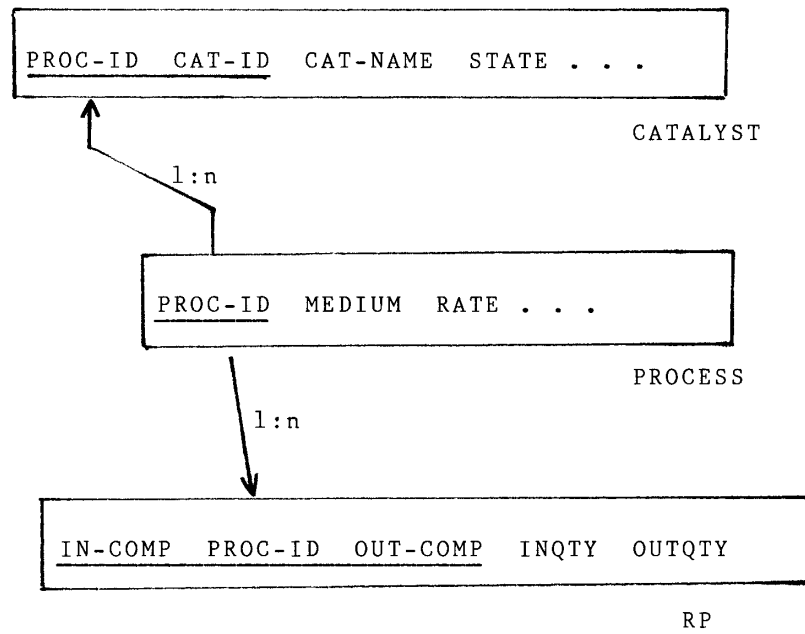 PROC-ID CAT-ID CAT-NAME STATE . . .
CATALYST
1:n
PROC-ID MEDIUM RATE . . .
PROCESS
1:n
IN-COMP PROC-ID OUT-COMP INQTY OUTQTY
RP